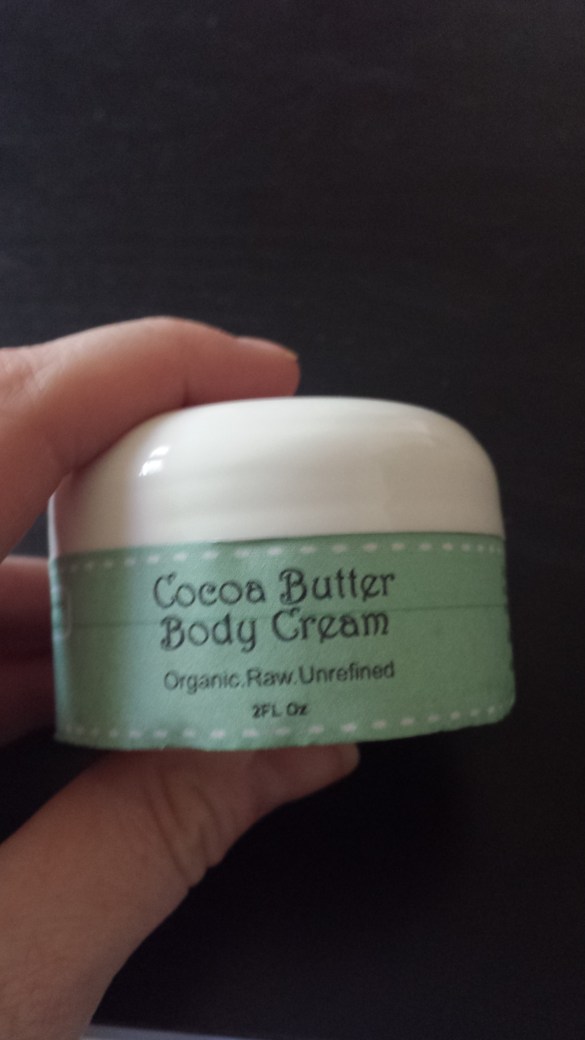 Cocoa Butter
Body Cream
Organic.Raw.Unrefined
2FL Oz